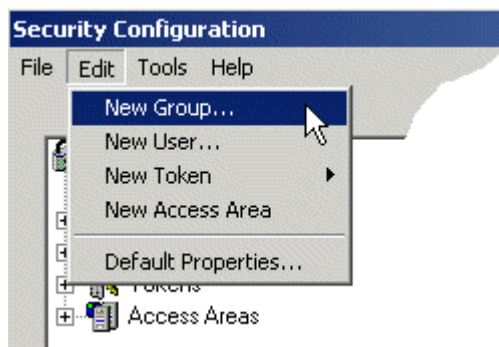 Security Configuration
File Edit Tools Help
New Group...
New User...
New Token
New Access Area
Default Properties...
Tokens
Access Areas